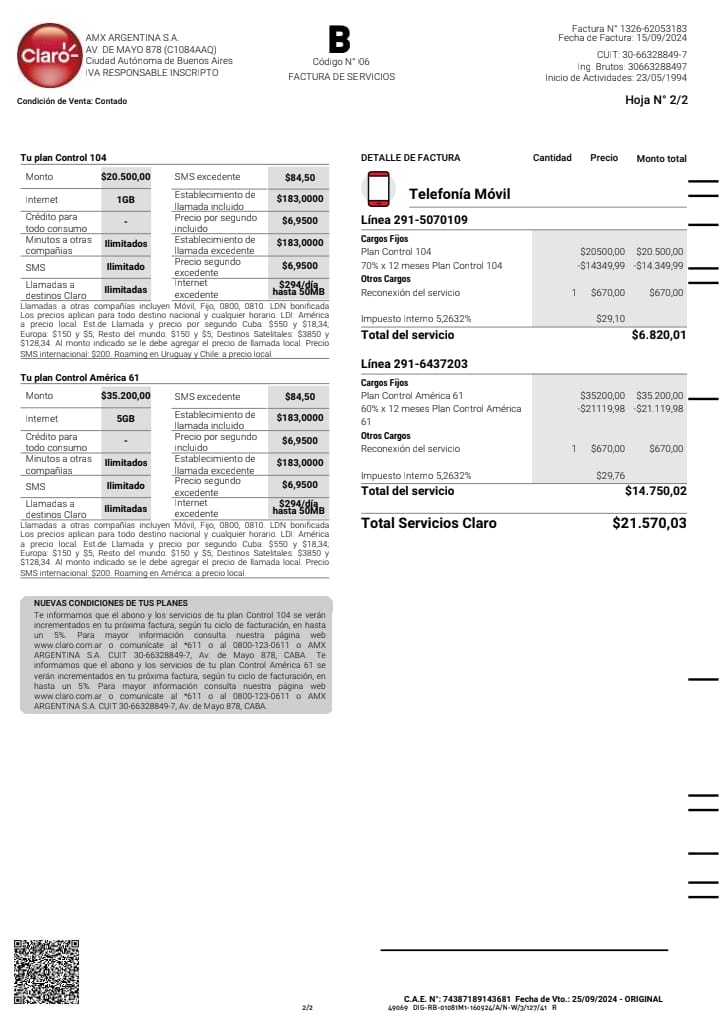 Claro
AMX ARGENTINA S.A.
AV. DE MAYO 878 (C1084AAQ)
Ciudad Autónoma de Buenos Aires
IVA RESPONSABLE INSCRIPTO
Condición de Venta: Contado
B
Código N° 06
FACTURA DE SERVICIOS
Factura N° 1326-62053183
Fecha de Factura: 15/09/2024
CUIT: 30-66328849-7
Ing. Brutos: 30663288497
Inicio de Actividades: 23/05/1994
Hoja N° 2/2
Tu plan Control 104
Monto $20.500,00 SMS excedente $84,50
Internet 1GB Establecimiento de llamada incluido $183,0000
Crédito para todo consumo - Precio por segundo incluido $6,9500
Minutos a otras compañias Ilimitados Establecimiento de llamada excedente $183,0000
SMS Ilimitado Precio segundo excedente $6,9500
Llamadas a destinos Claro Ilimitadas Internet excedente $294/día hasta 50MB
Llamadas a otras compañías incluyen Móvil, Fijo, 0800, 0810. LDN bonificada
Los precios aplican para todo destino nacional y cualquier horario. LDI: América
a precio local. Est.de Llamada y precio por segundo Cuba: $550 y $18,34;
Europa: $150 y $5; Resto del mundo: $150 y $5; Destinos Satelitales: $3850 y
$128,34 Al monto indicado se le debe agregar el precio de llamada local. Precio
SMS internacional: $200. Roaming en Uruguay y Chile: a precio local.
Tu plan Control América 61
Monto $35.200,00 SMS excedente $84,50
Internet 5GB Establecimiento de llamada incluido $183,0000
Crédito para todo consumo - Precio por segundo incluido $6,9500
Minutos a otras compañias Ilimitados Establecimiento de llamada excedente $183,0000
SMS Ilimitado Precio segundo excedente $6,9500
Llamadas a destinos Claro Ilimitadas Internet excedente $294/día hasta 50MB
Llamadas a otras compañías incluyen Móvil, Fijo, 0800, 0810. LDN bonificada
Los precios aplican para todo destino nacional y cualquier horario. LDI: América
a precio local. Est.de Llamada y precio por segundo Cuba: $550 y $18,34;
Europa: $150 y $5; Resto del mundo: $150 y $5; Destinos Satelitales: $3850 y
$128,34 Al monto indicado se le debe agregar el precio de llamada local. Precio
SMS internacional: $200. Roaming en América: a precio local.
NUEVAS CONDICIONES DE TUS PLANES
Te informamos que el abono y los servicios de tu plan Control 104 se verán
incrementados en tu próxima factura, según tu ciclo de facturación, en hasta
un 5%. Para mayor información consulta nuestra página web
www.claro.com.ar o comunícate al *611 o al 0800-123-0611 o AMX
ARGENTINA S.A. CUIT 30-66328849-7, Av. de Mayo 878, CABA. Te
informamos que el abono y los servicios de tu plan Control América 61 se
verán incrementados en tu próxima factura, según tu ciclo de facturación, en
hasta un 5%. Para mayor información consulta nuestra página web
www.claro.com.ar o comunícate al *611 o al 0800-123-0611 o AMX
ARGENTINA S.A. CUIT 30-66328849-7, Av. de Mayo 878, CABA.
DETALLE DE FACTURA Cantidad Precio Monto total
Telefonía Móvil
Línea 291-5070109
Cargos Fijos
Plan Control 104 $20500,00 $20.500,00
70% x 12 meses Plan Control 104 -$14349,99 -$14.349,99
Otros Cargos
Reconexión del servicio 1 $670,00 $670,00
Impuesto Interno 5,2632% $29,10
Total del servicio $6.820,01
Línea 291-6437203
Cargos Fijos
Plan Control América 61 $35200,00 $35.200,00
60% x 12 meses Plan Control América -$21119,98 -$21.119,98
61
Otros Cargos
Reconexión del servicio 1 $670,00 $670,00
Impuesto Interno 5,2632% $29,76
Total del servicio $14.750,02
Total Servicios Claro $21.570,03
C.A.E. N°: 74387189143681 Fecha de Vto.: 25/09/2024 - ORIGINAL
2/2 49069 DIG-RB-01081M1-160924/A/N-W/3/127/41 R